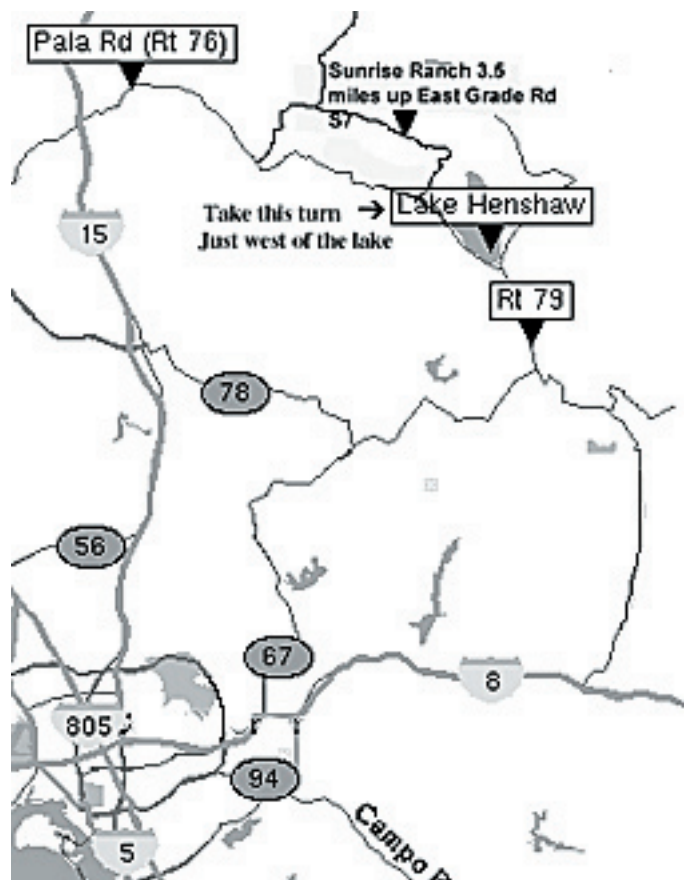 Pala Rd (Rt 76)
Sunrise Ranch 3.5
miles up East Grade Rd
S7
Take this turn
Just west of the lake
Lake Henshaw
15
Rt 79
78
56
67
8
805
94
5
Campo